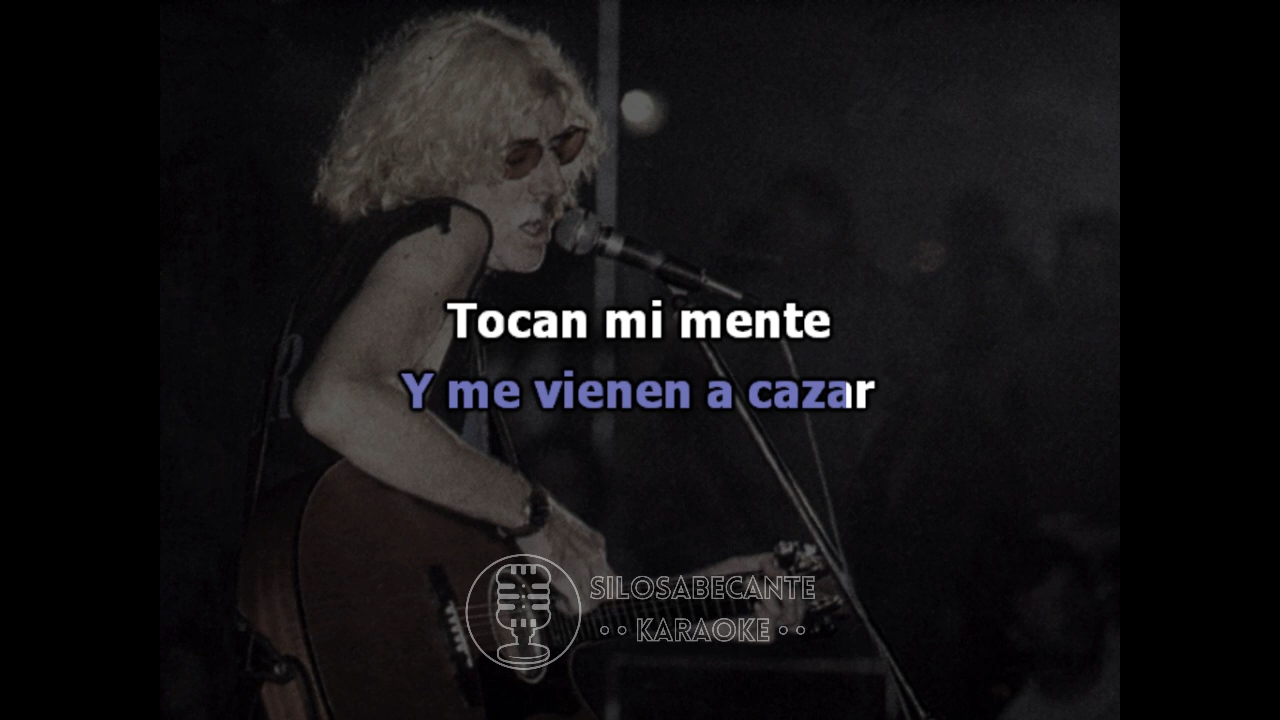 Tocan mi mente
Y me vienen a cazar
SILOSABECANTE
•• KARAOKE ••